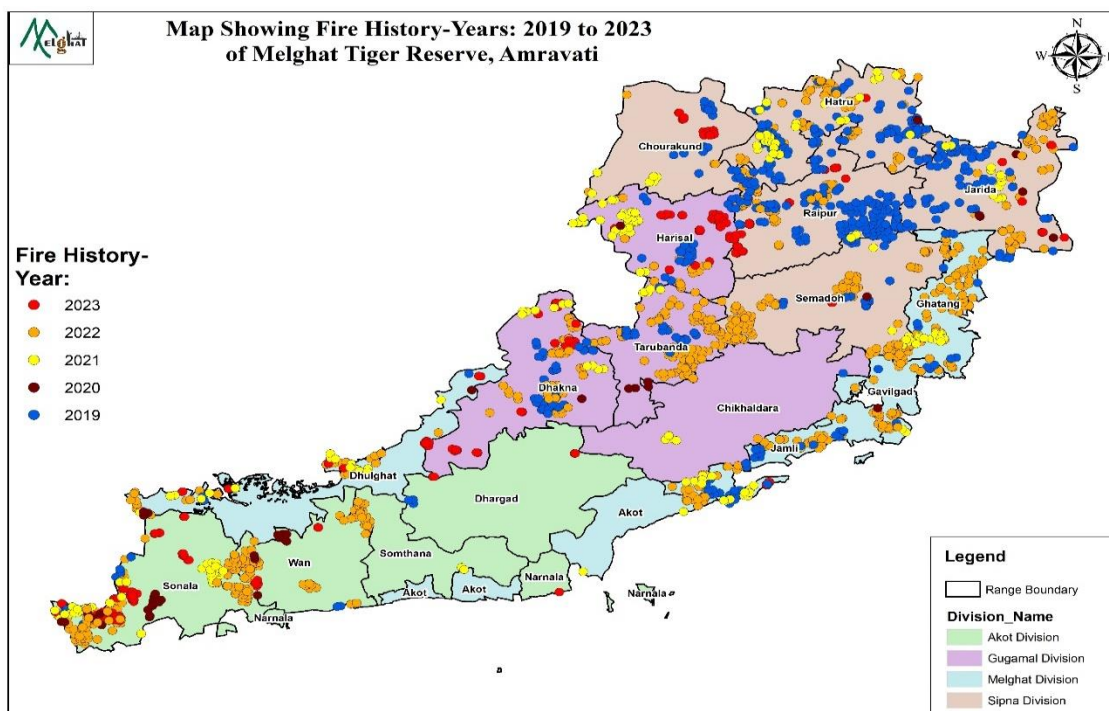 Melghat
Map Showing Fire History-Years: 2019 to 2023
of Melghat Tiger Reserve, Amravati
N
W
E
S
Hatru
Chourakund
Jarida
Raipur
Harisal
Semadoh
Ghatang
Tarubanda
Dhakna
Gavilgad
Chikhaldara
Jamli
Dhulghat
Dhargad
Akot
Wan
Somthana
Sonala
Narnala
Akot
Akot
Narnala
Narnala
Fire History-
Year:
2023
2022
2021
2020
2019
Legend
Range Boundary
Division_Name
Akot Division
Gugamal Division
Melghat Division
Sipna Division